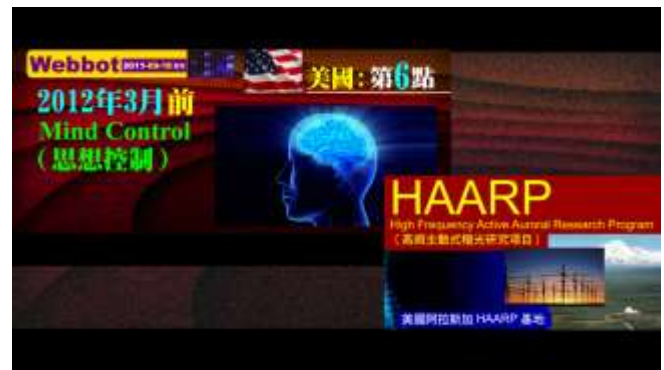 Webbot
美國：第6點
2012年3月前
Mind Control
（思想控制）
HAARP
High Frequency Active Auroral Research Program
（高頻主動式極光研究項目）
美國阿拉斯加 HAARP 基地